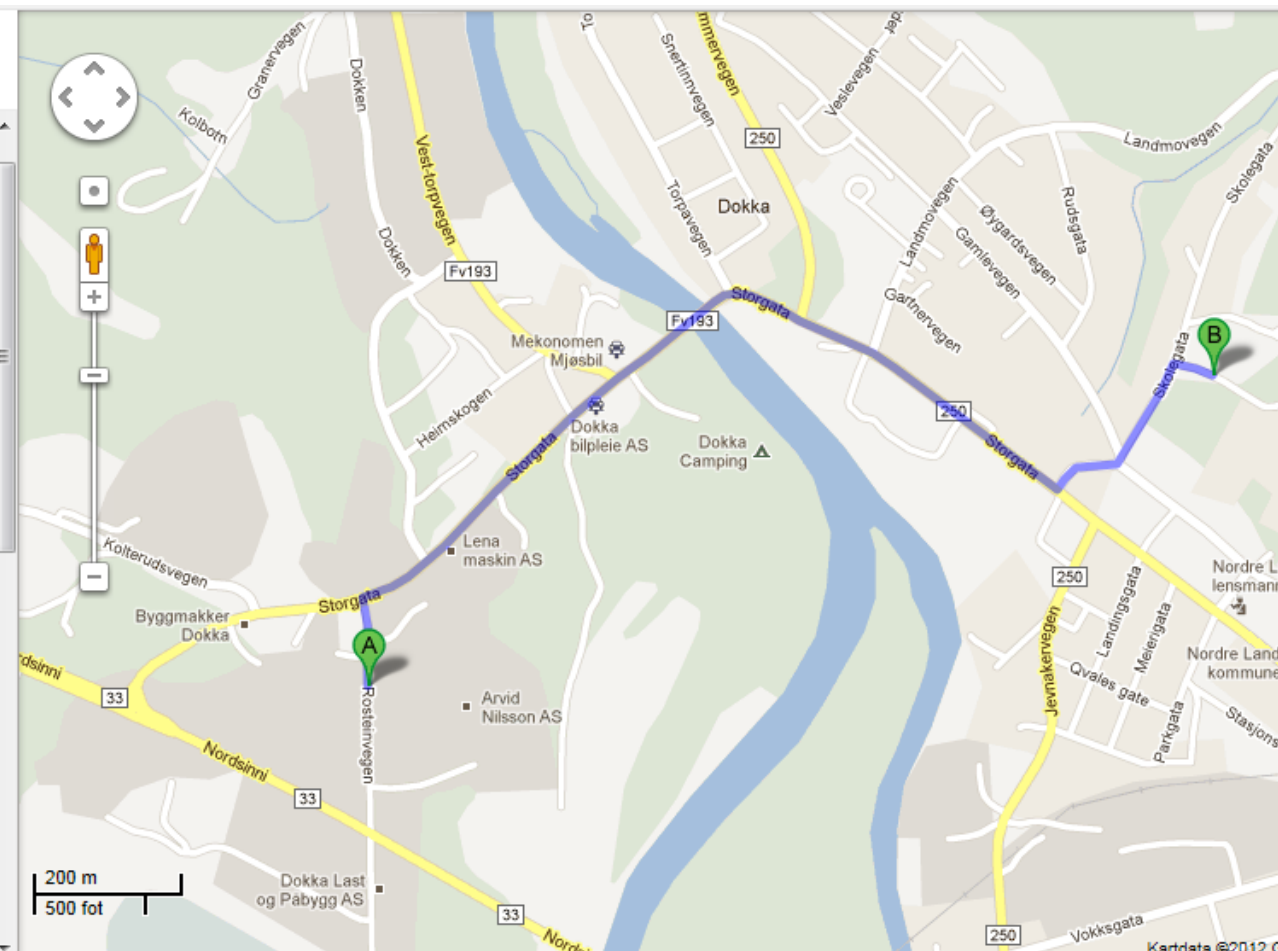 Granervegen
Kolbotn
Dokken
Vest-torpvegen
Dokken
Fv193
Snertinnvegen
250
Veslevegen
Landmovegen
Skolegata
Torpavegen
Dokka
Landmovegen
Øygardsvegen
Rudsgata
Gamlevegen
Gartnervegen
Storgata
Fv193
Mekonomen
Mjøsbil
Heimskogen
Dokka
bilpleie AS
Storgata
Dokka
Camping
250
Storgata
Skolegata
B
Lena
maskin AS
Kolterudsvegen
Storgata
Byggmakker
Dokka
A
Rosteinvegen
Arvid
Nilsson AS
33
Nordsinni
33
250
Landingsgata
Meierigata
Nordre L
lensmann
Nordre Land
kommune
Jevnakervegen
Qvales gate
Parkgata
Stasjons
200 m
500 fot
Dokka Last
og Påbygg AS
33
250
Vokksgata
Kartdata ©2012